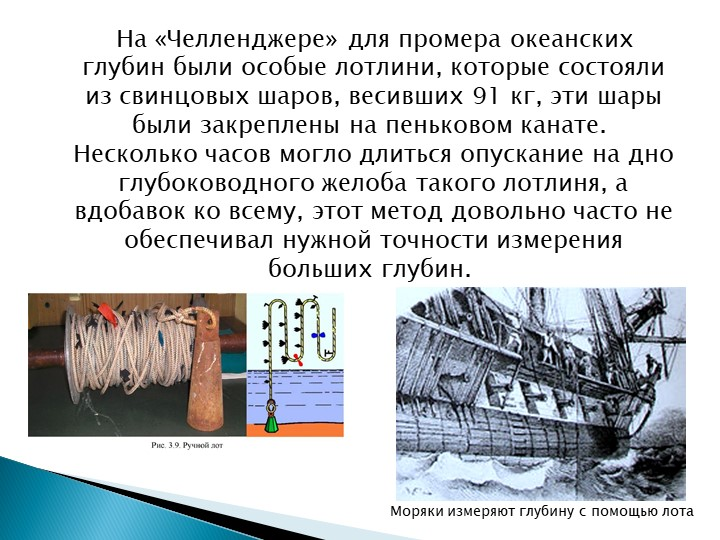 На «Челленджере» для промера океанских
глубин были особые лотлини, которые состояли
из свинцовых шаров, весивших 91 кг, эти шары
были закреплены на пеньковом канате.
Несколько часов могло длиться опускание на дно
глубоководного желоба такого лотлиня, а
вдобавок ко всему, этот метод довольно часто не
обеспечивал нужной точности измерения
больших глубин.
Рис. 3.9. Ручной лот
Моряки измеряют глубину с помощью лота